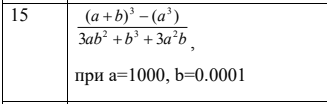 15
(a+b)³ −(a³)
3ab² +b³ +3a²b ,
при a=1000, b=0.0001